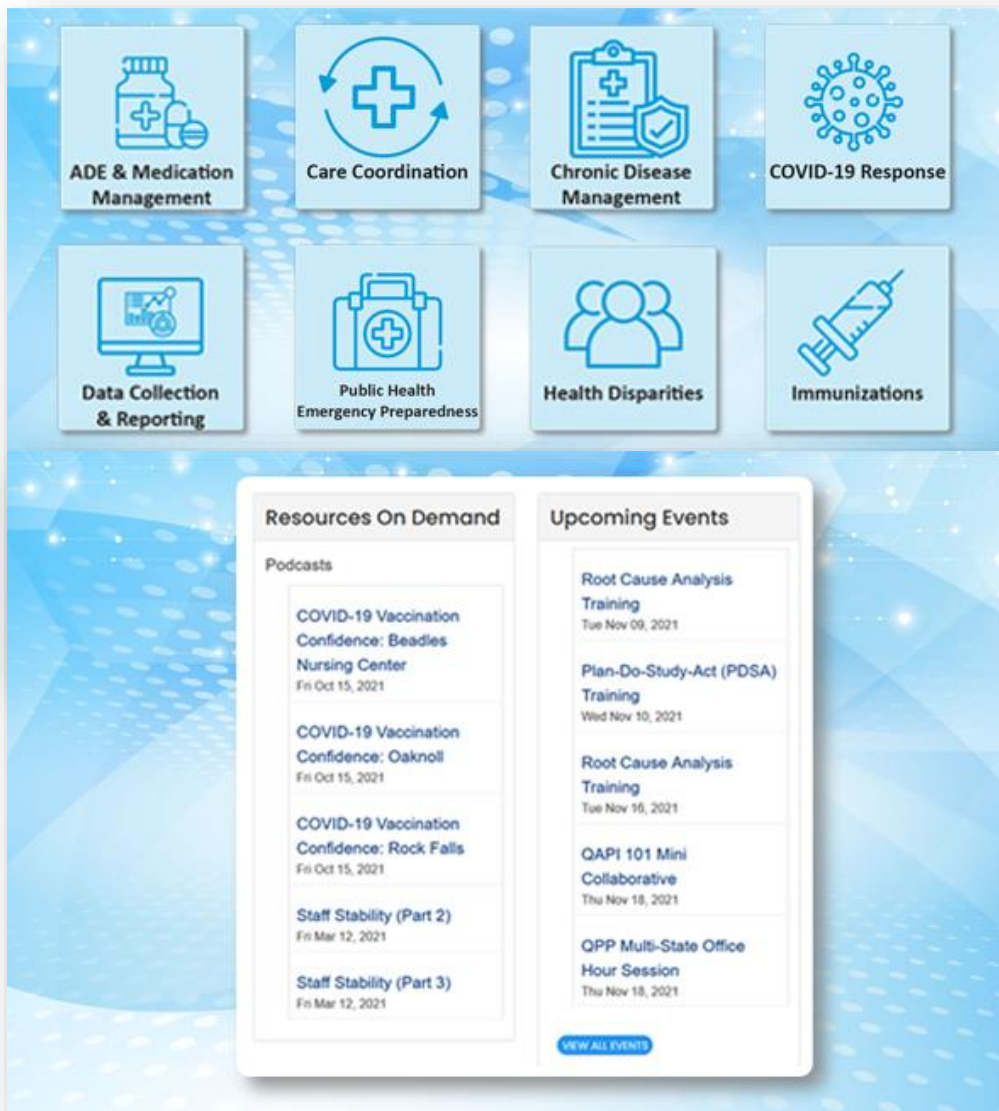 ADE & Medication
Management
Care Coordination
Chronic Disease
Management
COVID-19 Response
Data Collection
& Reporting
Public Health
Emergency Preparedness
Health Disparities
Immunizations
Resources On Demand
Podcasts
COVID-19 Vaccination
Confidence: Beadles
Nursing Center
Fri Oct 15, 2021
COVID-19 Vaccination
Confidence: Oaknoll
Fri Oct 15, 2021
COVID-19 Vaccination
Confidence: Rock Falls
Fri Oct 15, 2021
Staff Stability (Part 2)
Fri Mar 12, 2021
Staff Stability (Part 3)
Fri Mar 12, 2021
Upcoming Events
Root Cause Analysis
Training
Tue Nov 09, 2021
Plan-Do-Study-Act (PDSA)
Training
Wed Nov 10, 2021
Root Cause Analysis
Training
Tue Nov 16, 2021
QAPI 101 Mini
Collaborative
Thu Nov 18, 2021
QPP Multi-State Office
Hour Session
Thu Nov 18, 2021
VIEW ALL EVENTS